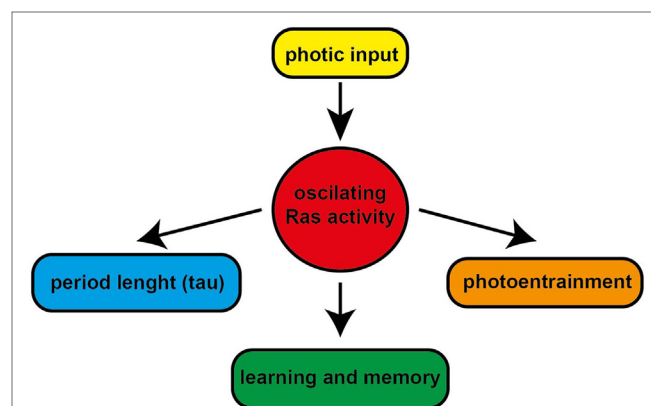 photic input
oscilating
Ras activity
period lenght (tau)
photoentrainment
learning and memory